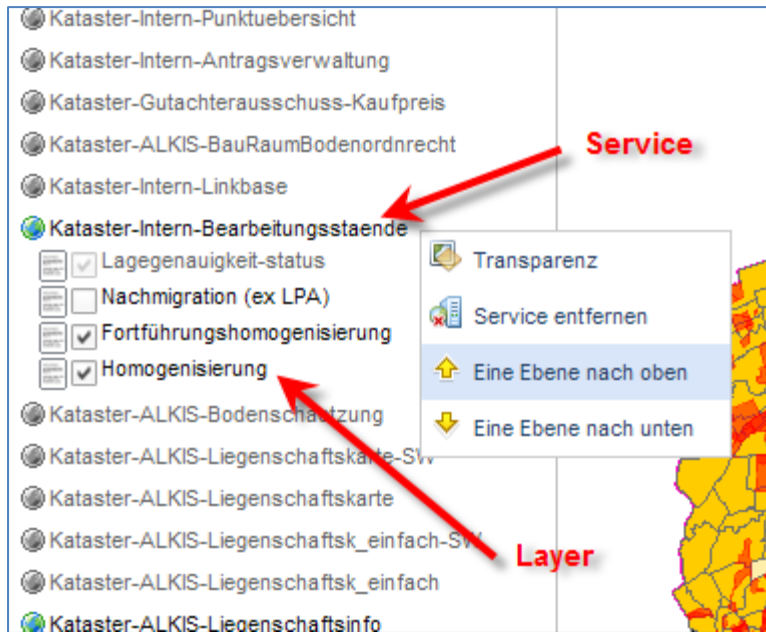 Kataster-Intern-Punktuebersicht
Kataster-Intern-Antragsverwaltung
Kataster-Gutachterausschuss-Kaufpreis
Kataster-ALKIS-BauRaumBodenordnrecht
Service
Kataster-Intern-Linkbase
Kataster-Intern-Bearbeitungsstaende
Lagegenauigkeit-status
Nachmigration (ex LPA)
Fortführungshomogenisierung
Homogenisierung
Transparenz
Service entfernen
Eine Ebene nach oben
Eine Ebene nach unten
Kataster-ALKIS-Bodenschaetzung
Kataster-ALKIS-Liegenschaftskarte-SW
Kataster-ALKIS-Liegenschaftskarte
Kataster-ALKIS-Liegenschaftsk_einfach-SW
Layer
Kataster-ALKIS-Liegenschaftsk_einfach
Kataster-ALKIS-Liegenschaftsinfo